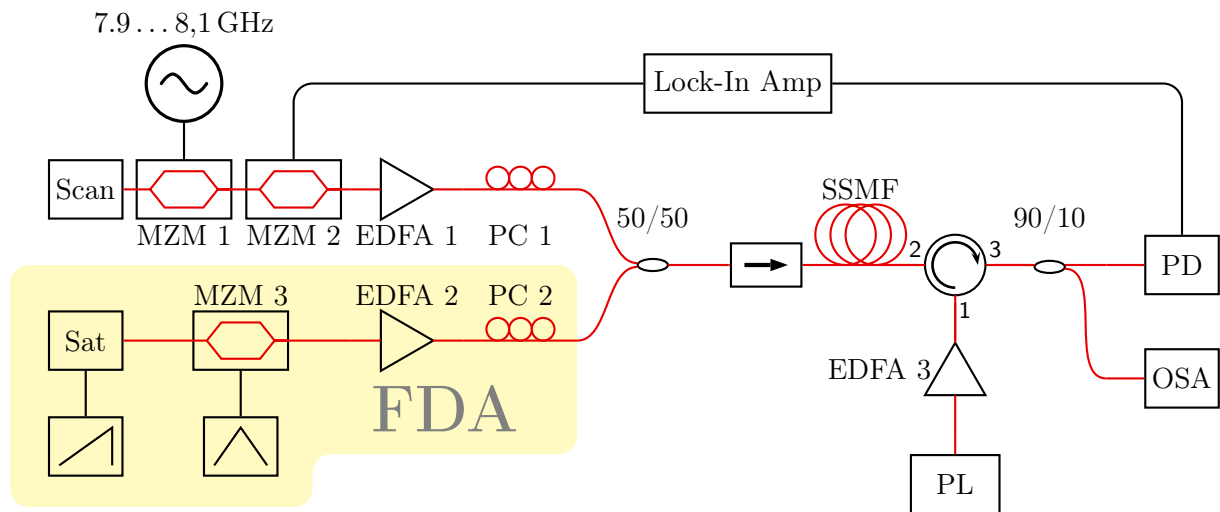 7.9...8,1 GHz
Lock-In Amp
Scan
MZM 1
MZM 2
EDFA 1
PC 1
50/50
SSMF
90/10
2
3
1
PD
MZM 3
EDFA 2
PC 2
Sat
EDFA 3
OSA
FDA
PL